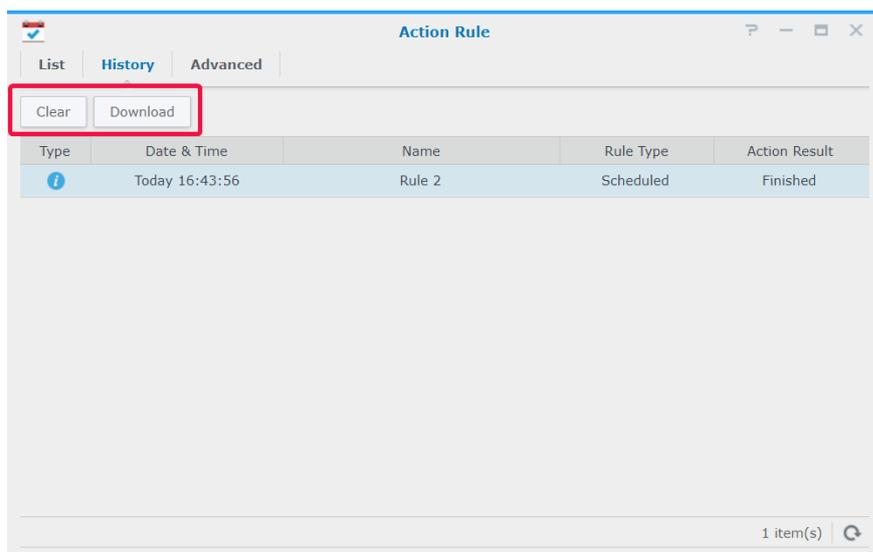 Action Rule
List History Advanced
Clear Download
Type Date & Time Name Rule Type Action Result
Today 16:43:56 Rule 2 Scheduled Finished
1 item(s)